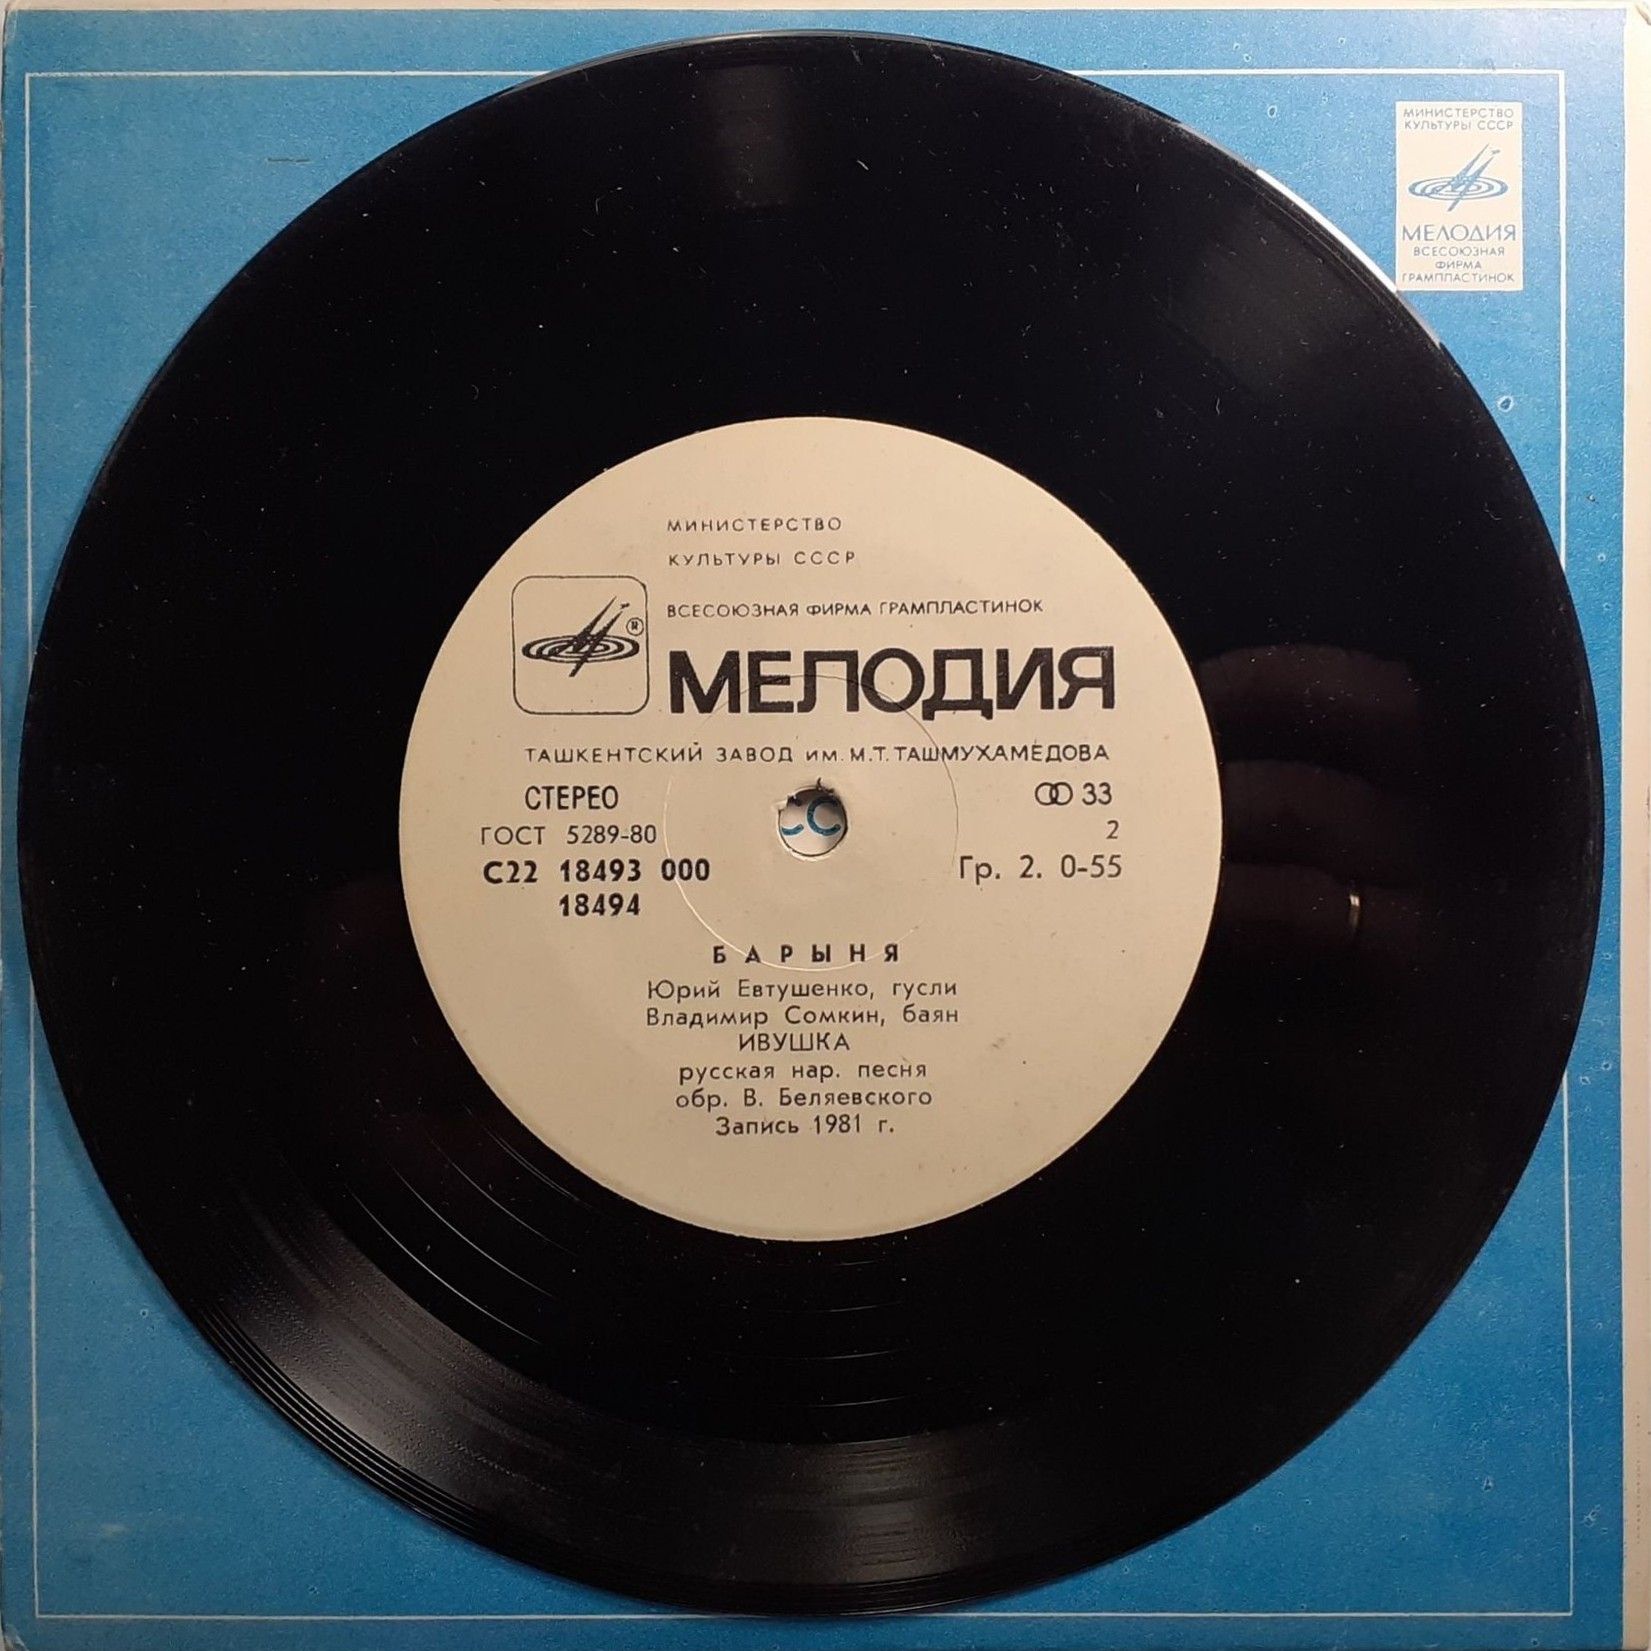 МИНИСТЕРСТВО
КУЛЬТУРЫ СССР
МЕЛОДИЯ
ВСЕСОЮЗНАЯ
ФИРМА
ГРАМПЛАСТИНОК
МИНИСТЕРСТВО
КУЛЬТУРЫ СССР
ВСЕСОЮЗНАЯ ФИРМА ГРАМПЛАСТИНОК
®
МЕЛОДИЯ
ТАШКЕНТСКИЙ ЗАВОД им. М.Т. ТАШМУХАМЕДОВА
СТЕРЕО 33
ГОСТ 5289-80 2
С22 18493 000 Гр. 2. 0-55
18494
БАРЫНЯ
Юрий Евтушенко, гусли
Владимир Сомкин, баян
ИВУШКА
русская нар. песня
обр. В. Беляевского
Запись 1981 г.